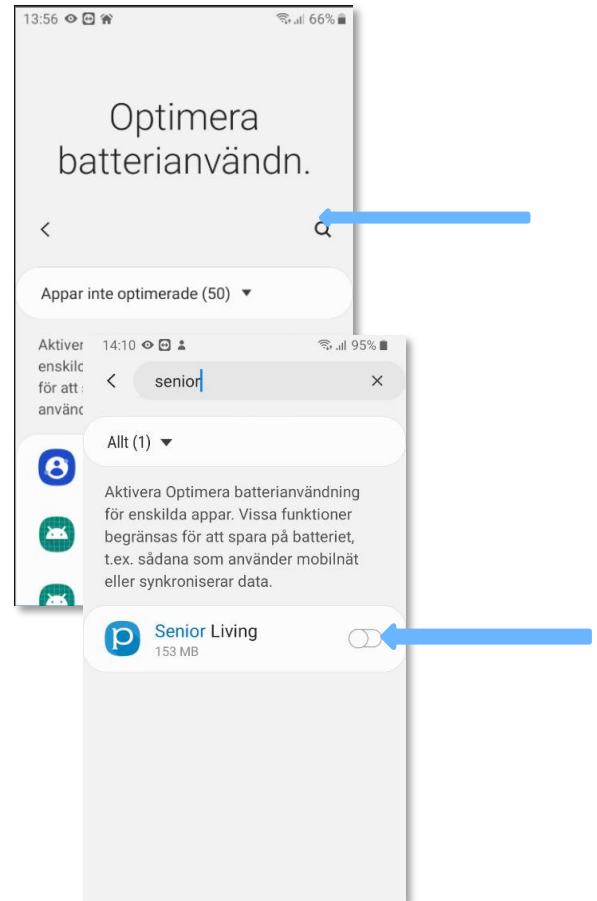 13:56 66%
Optimera
batterianvändn.
Appar inte optimerade (50)
Aktiver
enskild
för att
använd
14:10 95%
senior
Allt (1)
Aktivera Optimera batterianvändning
för enskilda appar. Vissa funktioner
begränsas för att spara på batteriet,
t.ex. sådana som använder mobilnät
eller synkroniserar data.
Senior Living
153 MB